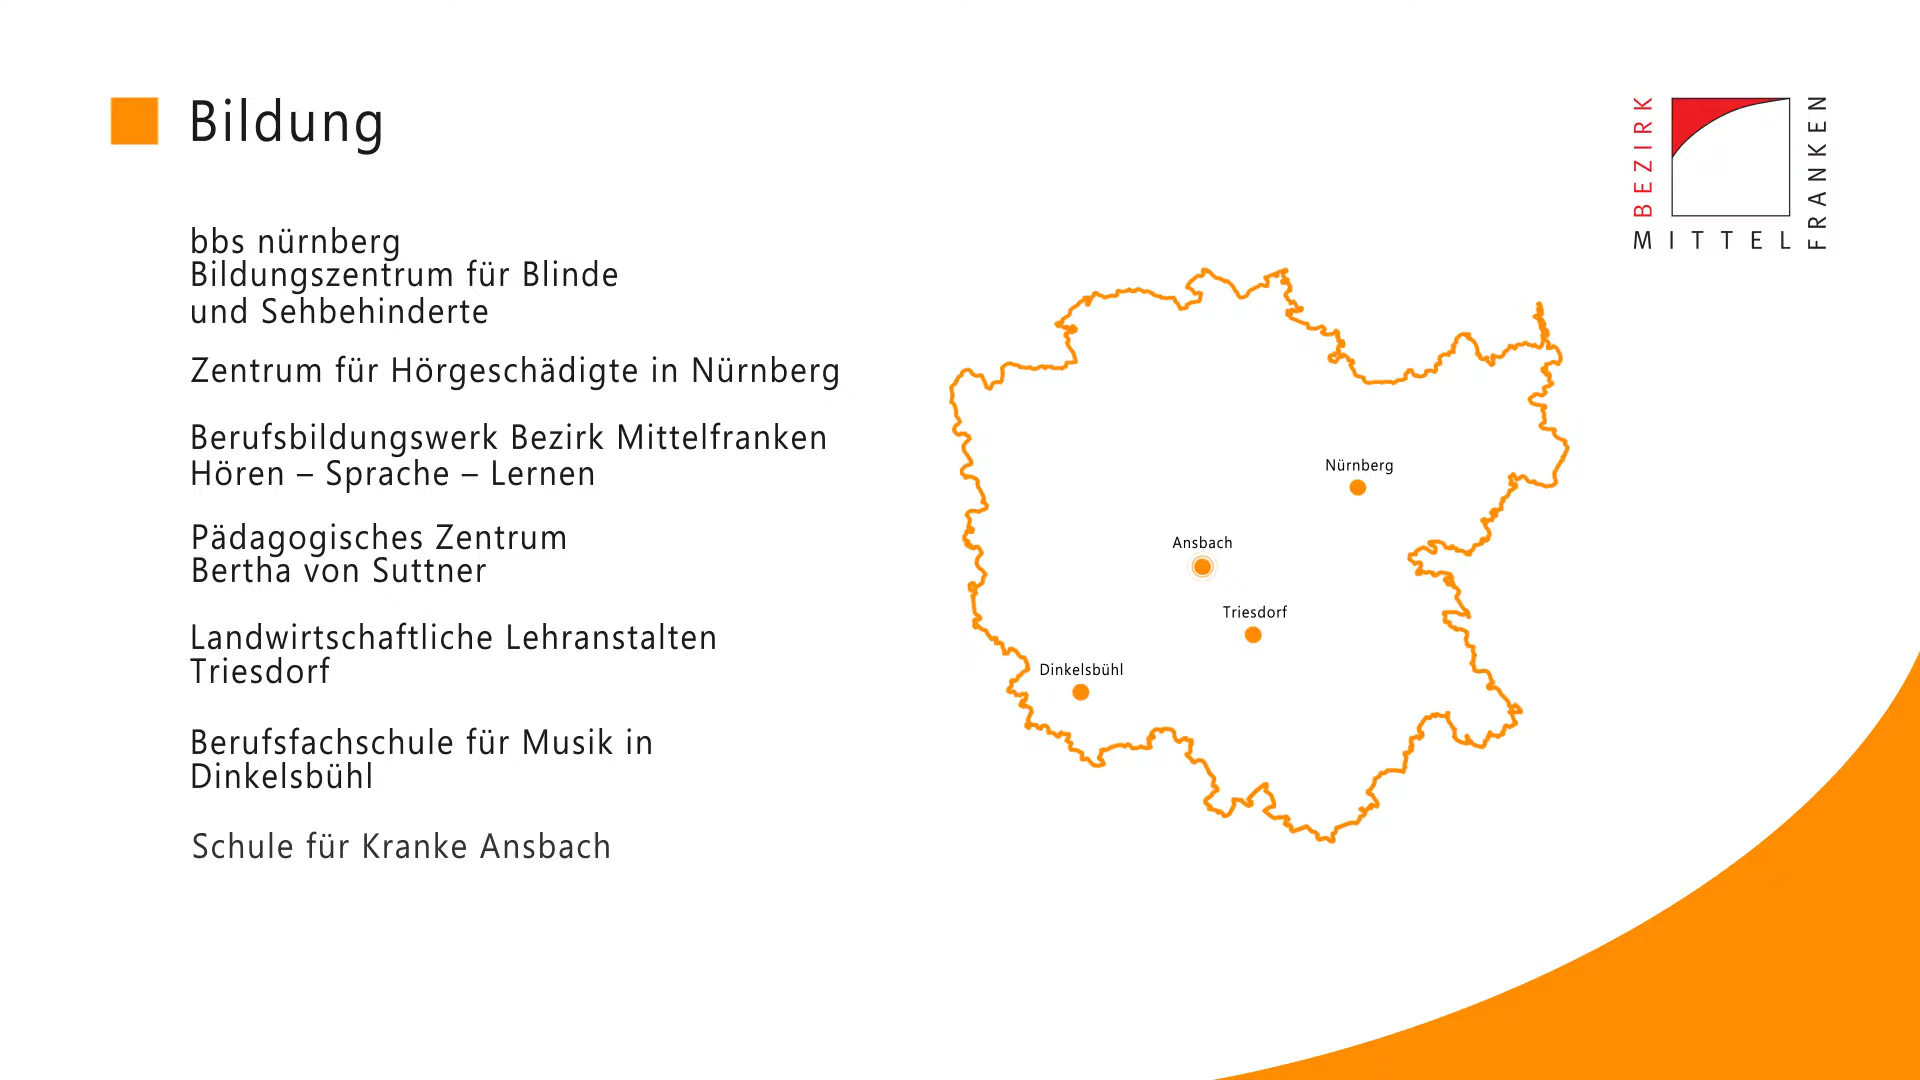 Bildung
BEZIRK
MITTEL
FRANKEN
bbs nürnberg
Bildungszentrum für Blinde
und Sehbehinderte
Zentrum für Hörgeschädigte in Nürnberg
Berufsbildungswerk Bezirk Mittelfranken
Hören – Sprache – Lernen
Pädagogisches Zentrum
Bertha von Suttner
Landwirtschaftliche Lehranstalten
Triesdorf
Berufsfachschule für Musik in
Dinkelsbühl
Schule für Kranke Ansbach
Nürnberg
Ansbach
Triesdorf
Dinkelsbühl